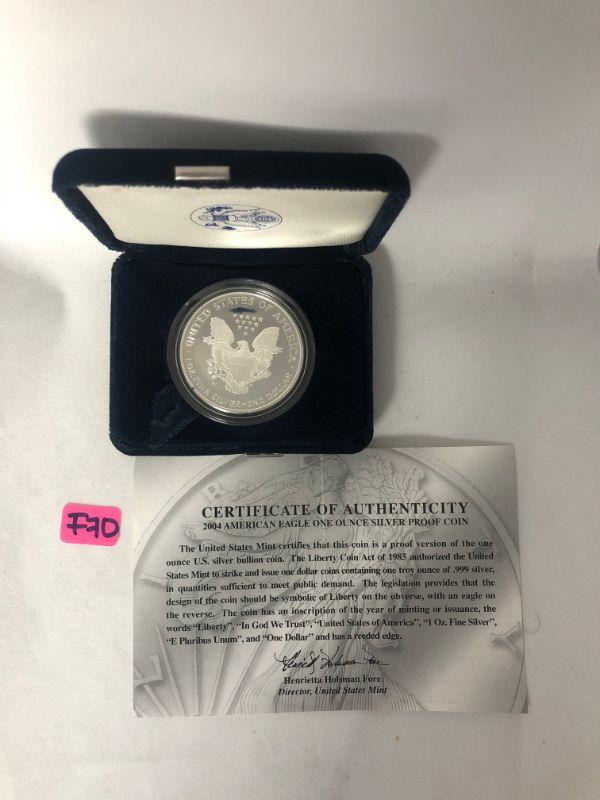 UNITED STATES OF AMERICA
1 OZ. FINE SILVER~ONE DOLLAR
F70
CERTIFICATE OF AUTHENTICITY
2004 AMERICAN EAGLE ONE OUNCE SILVER PROOF COIN
The United States Mint certifies that this coin is a proof version of the one
ounce U.S. silver bullion coin. The Liberty Coin Act of 1985 authorized the United
States Mint to strike and issue one dollar coins containing one troy ounce of .999 silver,
in quantities sufficient to meet public demand. The legislation provides that the
design of the coin should be symbolic of Liberty on the obverse, with an eagle on
the reverse. The coin has an inscription of the year of minting or issuance, the
words "Liberty", "In God We Trust", "United States of America", "1 Oz. Fine Silver",
"E Pluribus Unum", and "One Dollar" and has a reeded edge.
Henrietta Holsman Fore
Henrietta Holsman Fore
Director, United States Mint